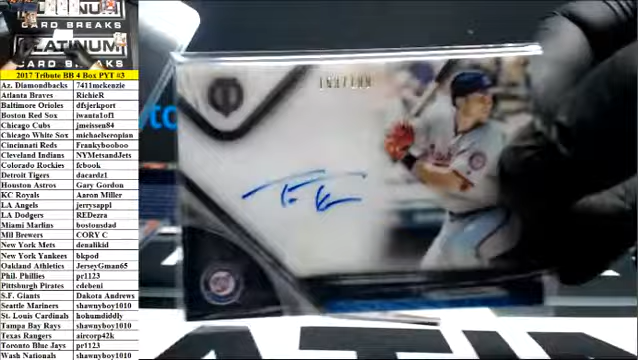 CARD BREAKS
PLATINUM
CARD BREAKS
2017 Tribute BB 4 Box PYT #3
Az. Diamondbacks 7411mckenzie
Atlanta Braves RichieR
Baltimore Orioles dfsjerkport
Boston Red Sox iwanta1of1
Chicago Cubs jmeissen84
Chicago White Sox michaelseropian
Cincinnati Reds Frankyboohoo
Cleveland Indians NYMetsandJets
Colorado Rockies fcbook
Detroit Tigers dacardz1
Houston Astros Gary Gordon
KC Royals Aaron Miller
LA Angels jerrysappl
LA Dodgers REDezra
Miami Marlins bostonsdad
Mil Brewers CORY C
New York Mets denalikid
New York Yankees bkpod
Oakland Athletics JerseyGman65
Phil. Phillies pr1123
Pittsburgh Pirates cdebeni
S.F. Giants Dakota Andrews
Seattle Mariners shawnyboy1010
St. Louis Cardinals hohumdiddly
Tampa Bay Rays shawnyboy1010
Texas Rangers aircorp42k
Toronto Blue Jays pr1123
Wash Nationals shawnyboy1010